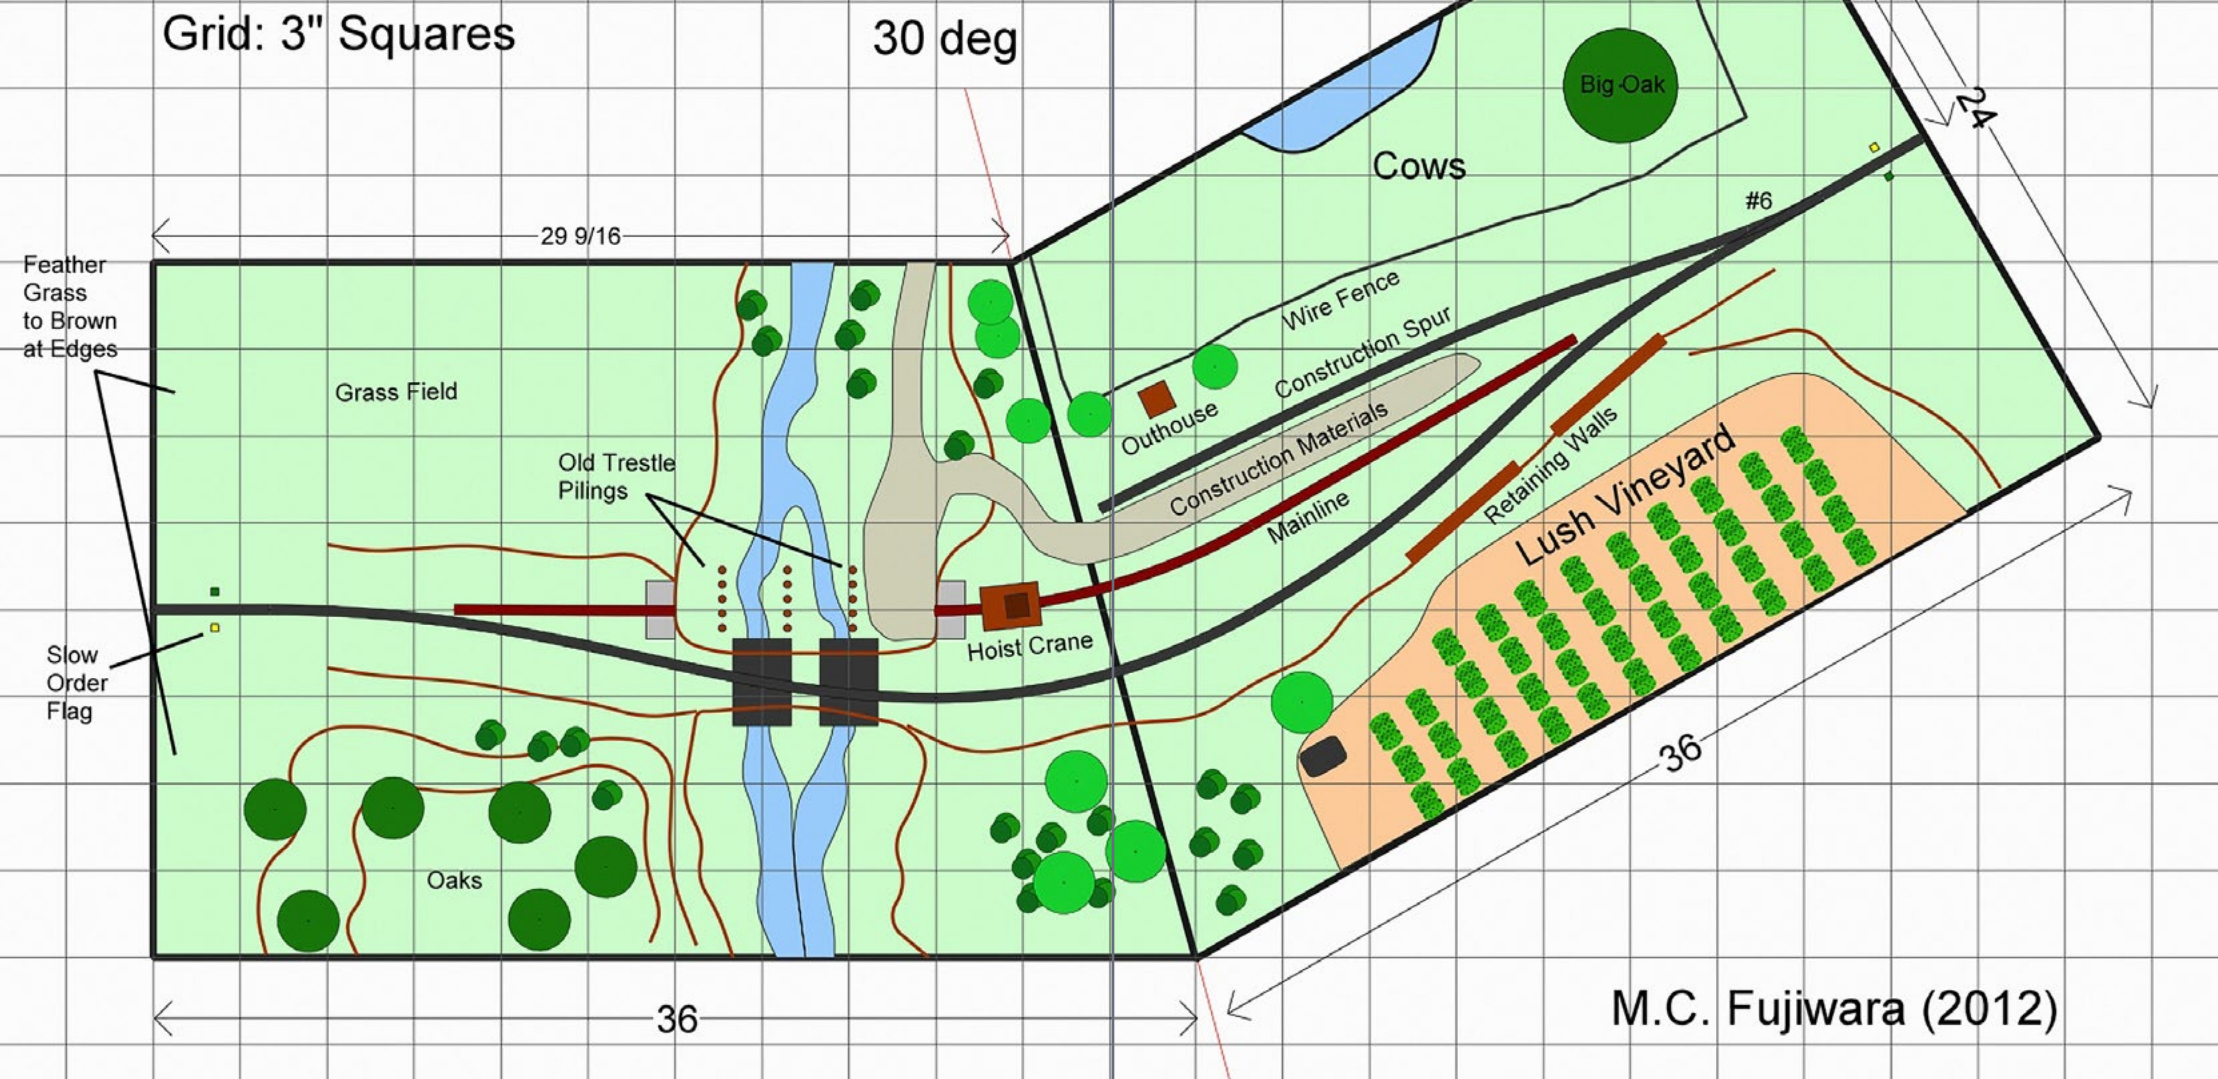 Grid: 3" Squares
30 deg
Big Oak
24
Cows
#6
29 9/16
Feather
Grass
to Brown
at Edges
Wire Fence
Construction Spur
Grass Field
Outhouse
Construction Materials
Old Trestle
Pilings
Retaining Walls
Lush Vineyard
Mainline
Hoist Crane
Slow
Order
Flag
36
Oaks
36
M.C. Fujiwara (2012)